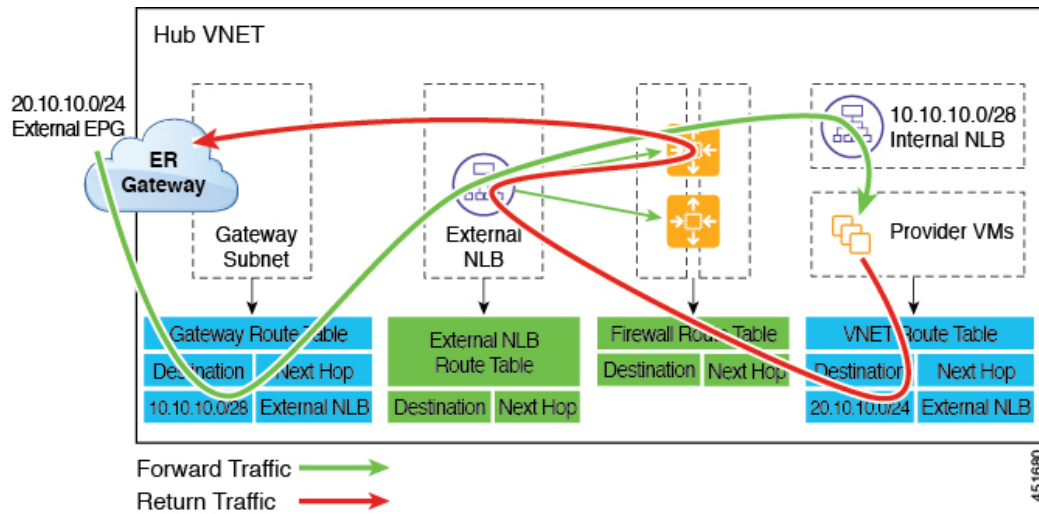 Hub VNET
20.10.10.0/24
External EPG
ER
Gateway
Gateway
Subnet
External
NLB
10.10.10.0/28
Internal NLB
Provider VMs
Gateway Route Table
Destination
Next Hop
10.10.10.0/28
External NLB
External NLB
Route Table
Destination
Next Hop
Firewall Route Table
Destination
Next Hop
VNET Route Table
Destination
Next Hop
20.10.10.0/24
External NLB
Forward Traffic
Return Traffic
451680